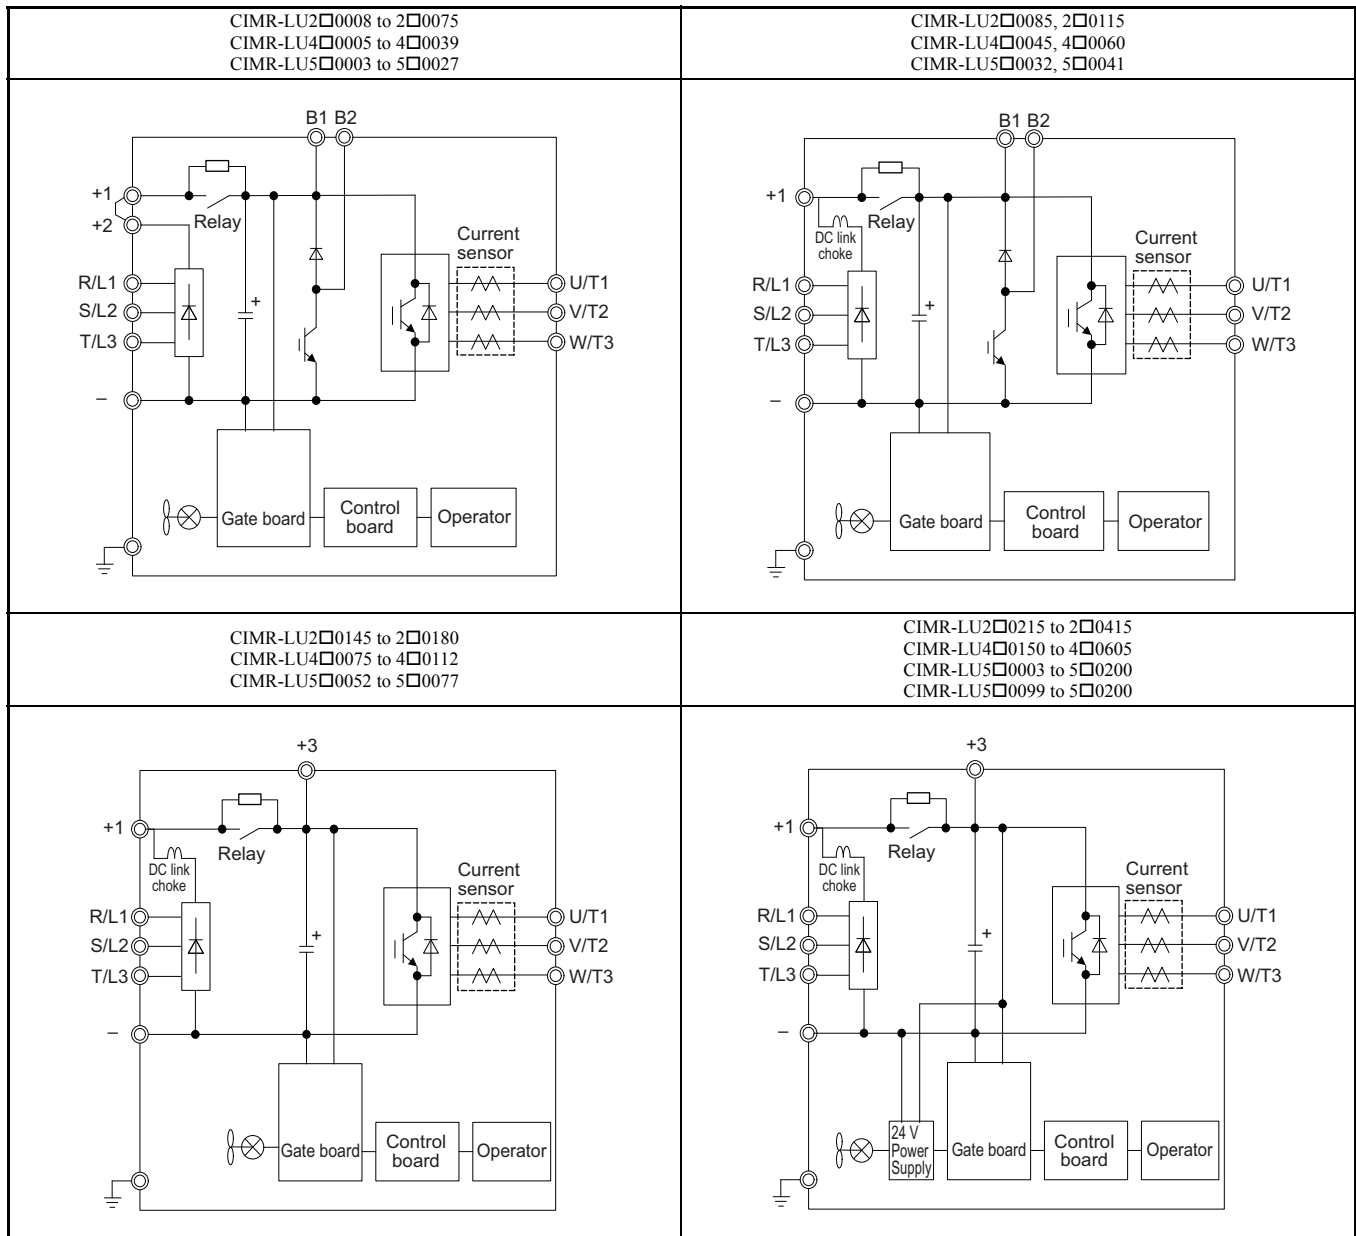 CIMR-LU2□0008 to 2□0075
CIMR-LU4□0005 to 4□0039
CIMR-LU5□0003 to 5□0027
B1 B2
+1
Relay
+2
Current
sensor
R/L1
U/T1
S/L2
+
V/T2
T/L3
W/T3
–
Gate board
Control
board
Operator
CIMR-LU2□0085, 2□0115
CIMR-LU4□0045, 4□0060
CIMR-LU5□0032, 5□0041
B1 B2
+1
Relay
DC link
choke
Current
sensor
R/L1
U/T1
S/L2
+
V/T2
T/L3
W/T3
–
Gate board
Control
board
Operator
CIMR-LU2□0145 to 2□0180
CIMR-LU4□0075 to 4□0112
CIMR-LU5□0052 to 5□0077
+3
+1
Relay
DC link
choke
Current
sensor
R/L1
U/T1
S/L2
+
V/T2
T/L3
W/T3
–
Gate board
Control
board
Operator
CIMR-LU2□0215 to 2□0415
CIMR-LU4□0150 to 4□0605
CIMR-LU5□0003 to 5□0200
CIMR-LU5□0099 to 5□0200
+3
+1
Relay
DC link
choke
Current
sensor
R/L1
U/T1
S/L2
+
V/T2
T/L3
W/T3
–
24 V
Power
Supply
Gate board
Control
board
Operator